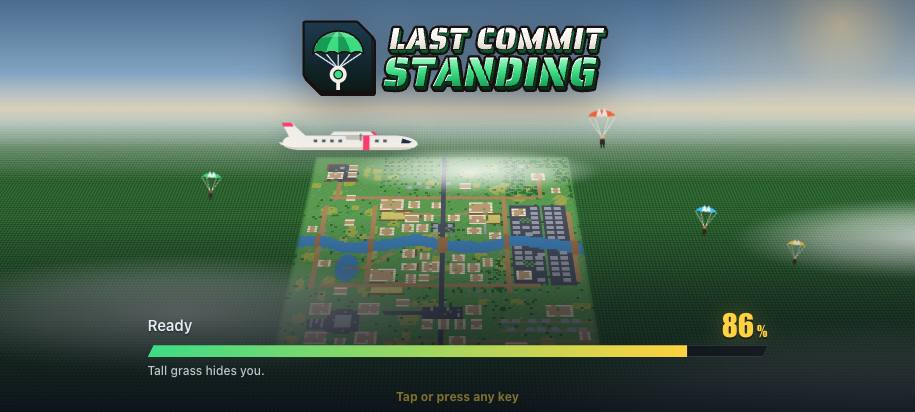 LAST COMMIT
STANDING
Ready
86%
Tall grass hides you.
Tap or press any key